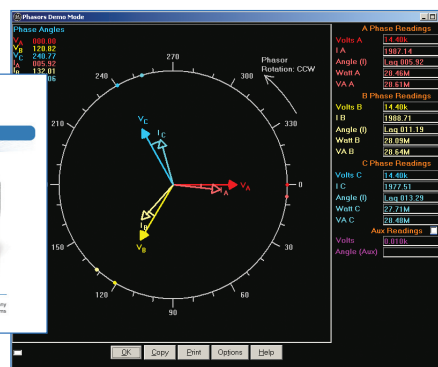 Phasors Demo Mode
Phase Angles
VA 000.00
VB 120.82
VC 240.77
IA 005.92
IB 132.01
06
270
240
300
Phasor
Rotation: CCW
210
330
VC
IC
VA
IA
0
IB
VB
150
30
120
60
90
A Phase Readings
Volts A 14.40k
I A 1987.14
Angle (I) Lag 005.92
Watt A 28.46M
VA A 28.61M
B Phase Readings
Volts B 14.40k
I B 1988.71
Angle (I) Lag 011.19
Watt B 28.09M
VA B 28.64M
C Phase Readings
Volts C 14.40k
I C 1977.51
Angle (I) Lag 013.29
Watt C 27.71M
VA C 28.48M
Aux Readings
Volts 0.010k
Angle (Aux)
OK Copy Print Options Help